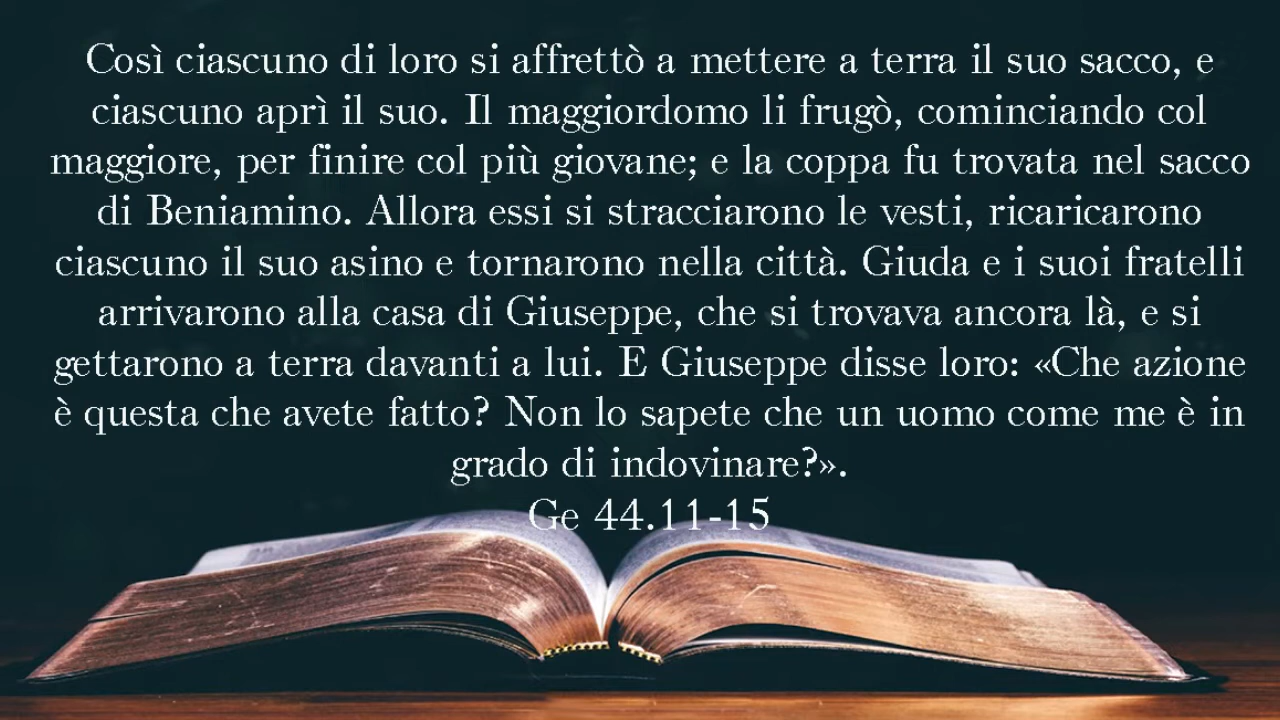 Così ciascuno di loro si affrettò a mettere a terra il suo sacco, e
ciascuno aprì il suo. Il maggiordomo li frugò, cominciando col
maggiore, per finire col più giovane; e la coppa fu trovata nel sacco
di Beniamino. Allora essi si stracciarono le vesti, ricaricarono
ciascuno il suo asino e tornarono nella città. Giuda e i suoi fratelli
arrivarono alla casa di Giuseppe, che si trovava ancora là, e si
gettarono a terra davanti a lui. E Giuseppe disse loro: «Che azione
è questa che avete fatto? Non lo sapete che un uomo come me è in
grado di indovinare?».
Ge 44.11-15